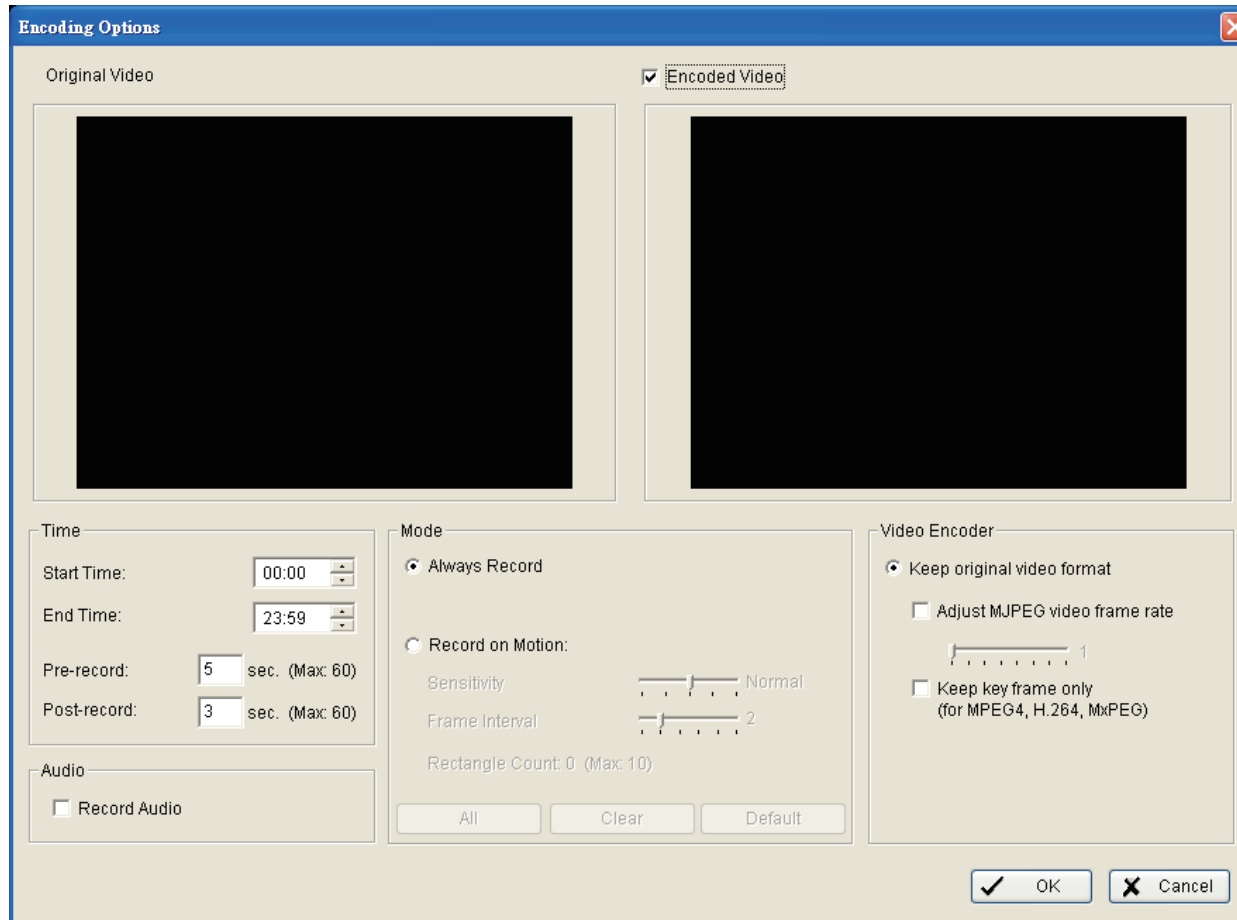 Encoding Options
Original Video
Encoded Video
Time
Start Time: 00:00
End Time: 23:59
Pre-record: 5 sec. (Max: 60)
Post-record: 3 sec. (Max: 60)
Audio
Record Audio
Mode
Always Record
Record on Motion:
Sensitivity Normal
Frame Interval 2
Rectangle Count: 0 (Max: 10)
All Clear Default
Video Encoder
Keep original video format
Adjust MJPEG video frame rate
1
Keep key frame only
(for MPEG4, H.264, MxPEG)
OK Cancel